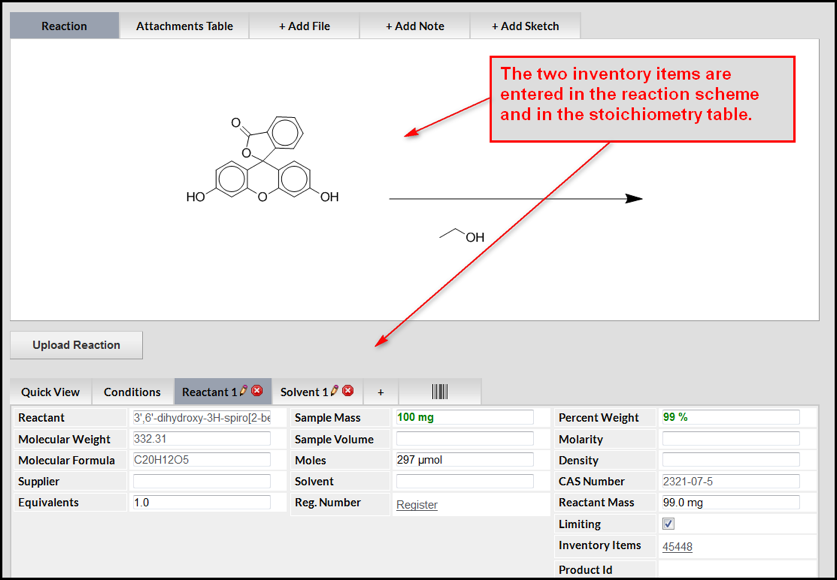 Reaction
Attachments Table
+ Add File
+ Add Note
+ Add Sketch
The two inventory items are
entered in the reaction scheme
and in the stoichiometry table.
O
O
HO
O
OH
OH
Upload Reaction
Quick View
Conditions
Reactant 1
Solvent 1
+
Reactant 3',6'-dihydroxy-3H-spiro[2-be Sample Mass 100 mg Percent Weight 99 %
Molecular Weight 332.31 Sample Volume Molarity
Molecular Formula C20H12O5 Moles 297 µmol Density
Supplier Solvent CAS Number 2321-07-5
Equivalents 1.0 Reg. Number Register Reactant Mass 99.0 mg
Limiting
Inventory Items 45448
Product Id